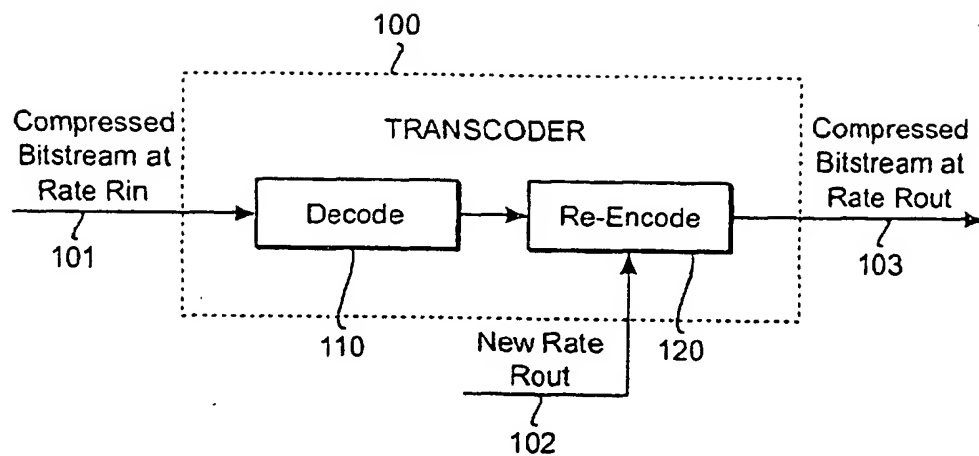 100
Compressed
Bitstream at
Rate Rin
TRANSCODER
Compressed
Bitstream at
Rate Rout
Decode
Re-Encode
101
103
110
New Rate
Rout
120
102